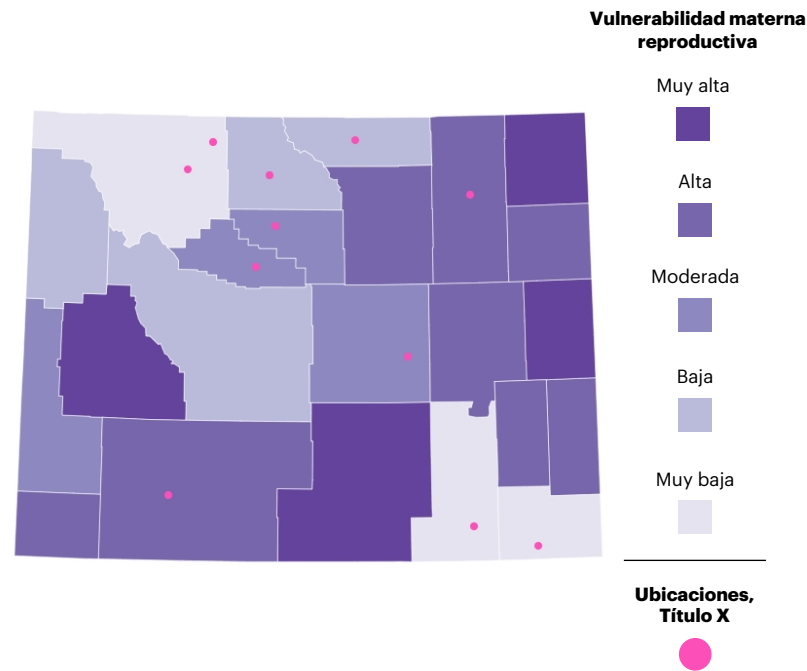 Vulnerabilidad materna
reproductiva
Muy alta
Alta
Moderada
Baja
Muy baja
Ubicaciones,
Título X